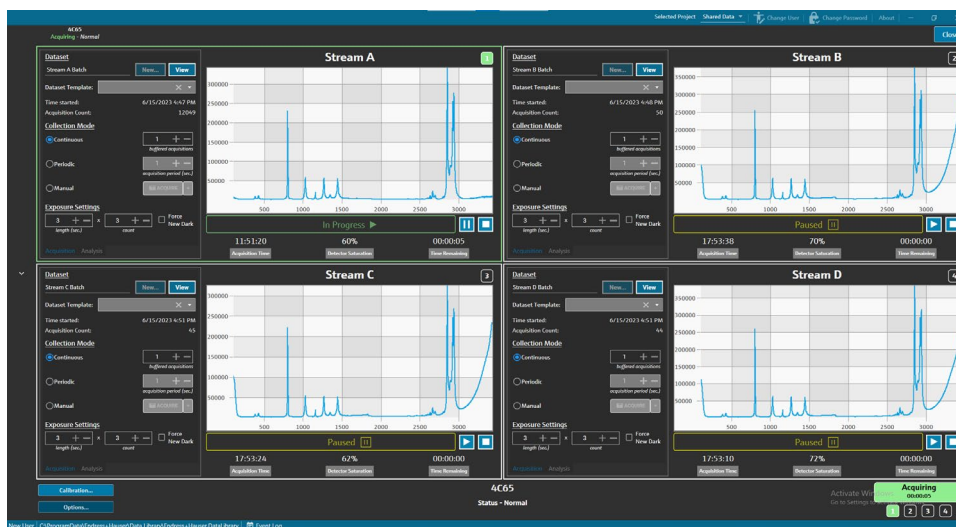 Selected Project Shared Data Change User Change Password About
4C65
Acquiring - Normal
Close
Dataset
Stream A Batch New... View
Dataset Template:
Time started: 6/15/2023 4:47 PM
Acquisition Count: 12049
Collection Mode
Continuous 1 + −
buffered acquisitions
Periodic 1 + −
acquisition period (sec.)
Manual ACQUIRE
Exposure Settings
3 + − x 3 + − Force New Dark
length (sec.) count
Acquisition Analysis
Stream A 1
300000
250000
200000
150000
100000
50000
500 1000 1500 2000 2500 3000
In Progress
11:51:20 60% 00:00:05
Acquisition Time Detector Saturation Time Remaining
Dataset
Stream B Batch New... View
Dataset Template:
Time started: 6/15/2023 4:48 PM
Acquisition Count: 50
Collection Mode
Continuous 1 + −
buffered acquisitions
Periodic 1 + −
acquisition period (sec.)
Manual ACQUIRE
Exposure Settings
3 + − x 3 + − Force New Dark
length (sec.) count
Acquisition Analysis
Stream B 2
350000
300000
250000
200000
150000
100000
50000
500 1000 1500 2000 2500 3000
Paused
17:53:38 70% 00:00:00
Acquisition Time Detector Saturation Time Remaining
Dataset
Stream C Batch New... View
Dataset Template:
Time started: 6/15/2023 4:51 PM
Acquisition Count: 45
Collection Mode
Continuous 1 + −
buffered acquisitions
Periodic 1 + −
acquisition period (sec.)
Manual ACQUIRE
Exposure Settings
3 + − x 3 + − Force New Dark
length (sec.) count
Acquisition Analysis
Stream C 3
300000
250000
200000
150000
100000
50000
500 1000 1500 2000 2500 3000
Paused
17:53:24 62% 00:00:00
Acquisition Time Detector Saturation Time Remaining
Dataset
Stream D Batch New... View
Dataset Template:
Time started: 6/15/2023 4:51 PM
Acquisition Count: 44
Collection Mode
Continuous 1 + −
buffered acquisitions
Periodic 1 + −
acquisition period (sec.)
Manual ACQUIRE
Exposure Settings
3 + − x 3 + − Force New Dark
length (sec.) count
Acquisition Analysis
Stream D 4
350000
300000
250000
200000
150000
100000
50000
500 1000 1500 2000 2500 3000
Paused
17:53:10 72% 00:00:00
Acquisition Time Detector Saturation Time Remaining
Calibration...
Options...
4C65
Status - Normal
Activate
Go to Settings
Acquiring
00:00:05
1 2 3 4
New User C:\ProgramData\Endress+Hauser\Data Library\Endress+Hauser DataLibrary Event Log